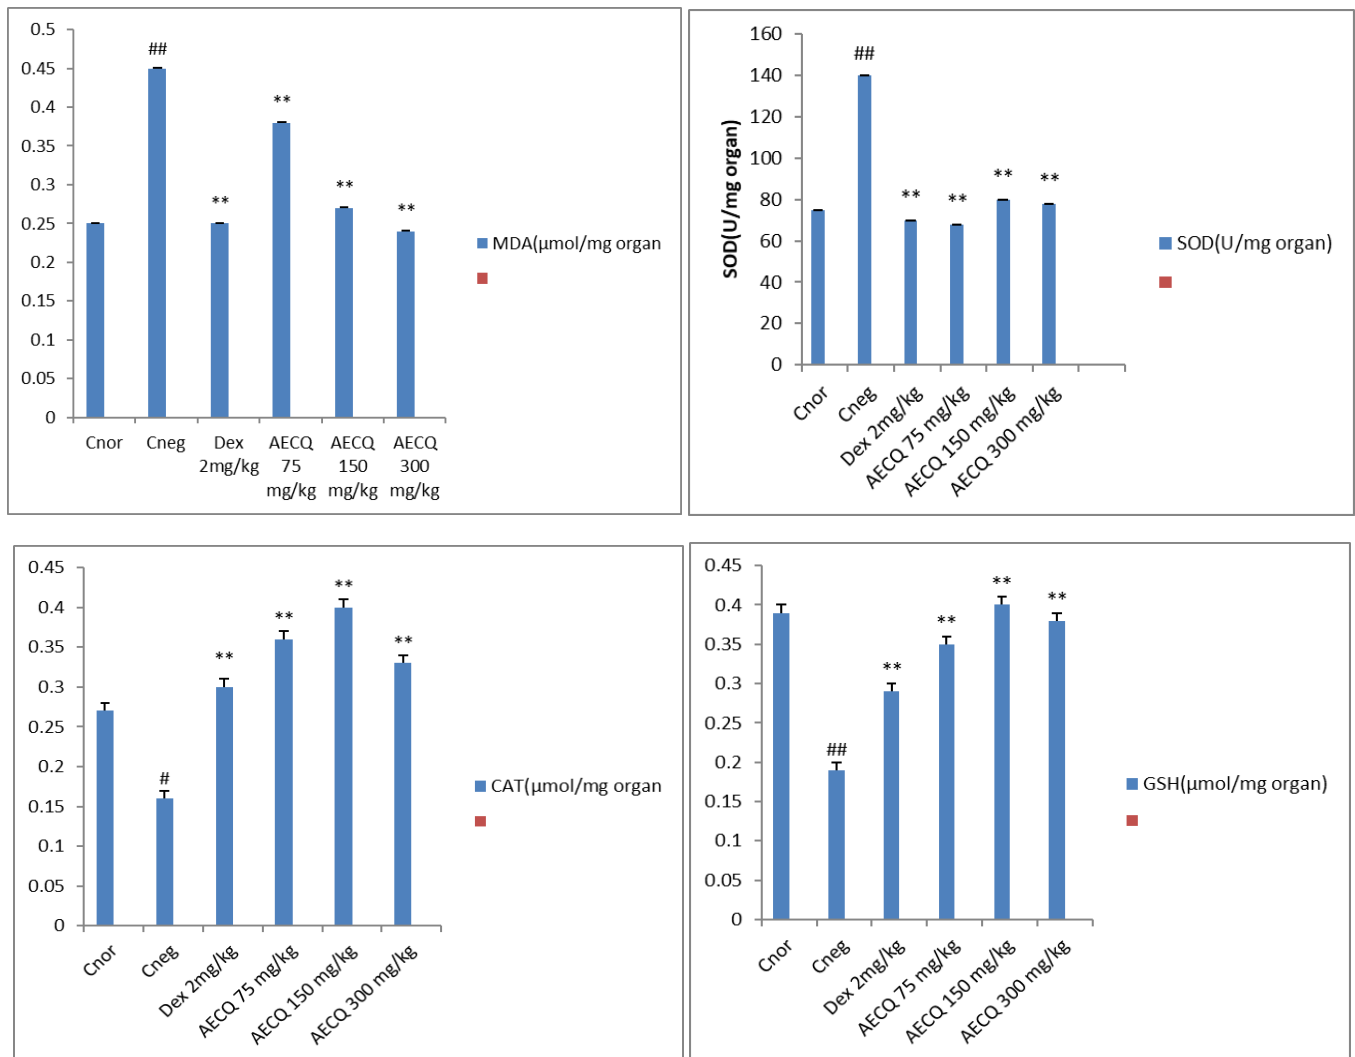 0.5
0.45
0.4
0.35
0.3
0.25
0.2
0.15
0.1
0.05
0
##
**
**
**
**
Cnor
Cneg
Dex
2mg/kg
AECQ
75
mg/kg
AECQ
150
mg/kg
AECQ
300
mg/kg
MDA(µmol/mg organ
SOD(U/mg organ)
160
140
120
100
80
60
40
20
0
##
**
**
**
**
Cnor
Cneg
Dex 2mg/kg
AECQ 75 mg/kg
AECQ 150 mg/kg
AECQ 300 mg/kg
SOD(U/mg organ)
0.45
0.4
0.35
0.3
0.25
0.2
0.15
0.1
0.05
0
#
**
**
**
**
Cnor
Cneg
Dex 2mg/kg
AECQ 75 mg/kg
AECQ 150 mg/kg
AECQ 300 mg/kg
CAT(µmol/mg organ
0.45
0.4
0.35
0.3
0.25
0.2
0.15
0.1
0.05
0
##
**
**
**
**
Cnor
Cneg
Dex 2mg/kg
AECQ 75 mg/kg
AECQ 150 mg/kg
AECQ 300 mg/kg
GSH(µmol/mg organ)